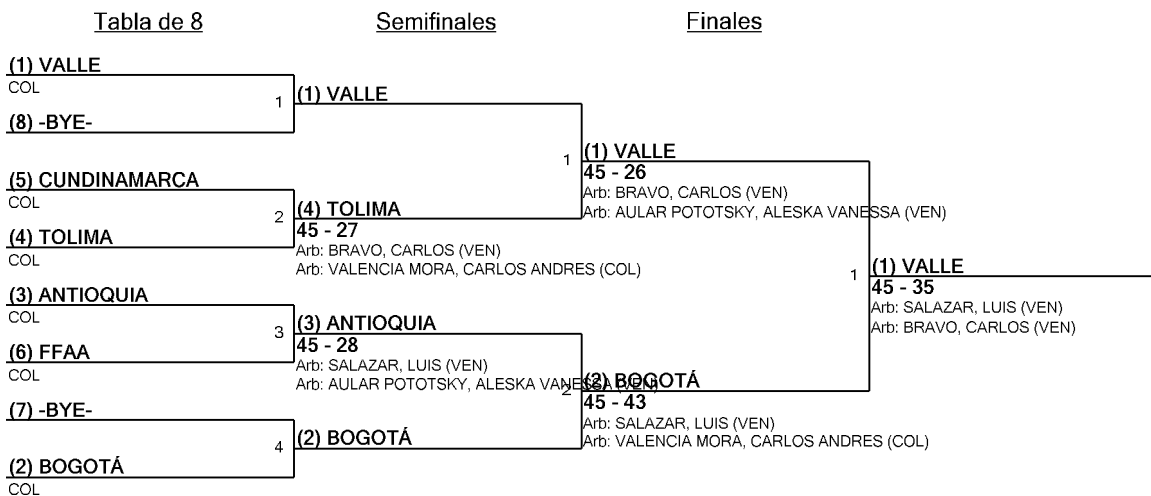 Tabla de 8
Semifinales
Finales
(1) VALLE
COL
1
(8) -BYE-
(5) CUNDINAMARCA
COL
2
(4) TOLIMA
COL
(3) ANTIOQUIA
COL
3
(6) FFAA
COL
(7) -BYE-
4
(2) BOGOTÁ
COL
(1) VALLE
1
(4) TOLIMA
45 - 27
Arb: BRAVO, CARLOS (VEN)
Arb: VALENCIA MORA, CARLOS ANDRES (COL)
(3) ANTIOQUIA
45 - 28
Arb: SALAZAR, LUIS (VEN)
Arb: AULAR POTOTSKY, ALESKA VANESSA (VEN)
2
(2) BOGOTÁ
(1) VALLE
45 - 26
Arb: BRAVO, CARLOS (VEN)
Arb: AULAR POTOTSKY, ALESKA VANESSA (VEN)
1
(2) BOGOTÁ
45 - 43
Arb: SALAZAR, LUIS (VEN)
Arb: VALENCIA MORA, CARLOS ANDRES (COL)
(1) VALLE
45 - 35
Arb: SALAZAR, LUIS (VEN)
Arb: BRAVO, CARLOS (VEN)